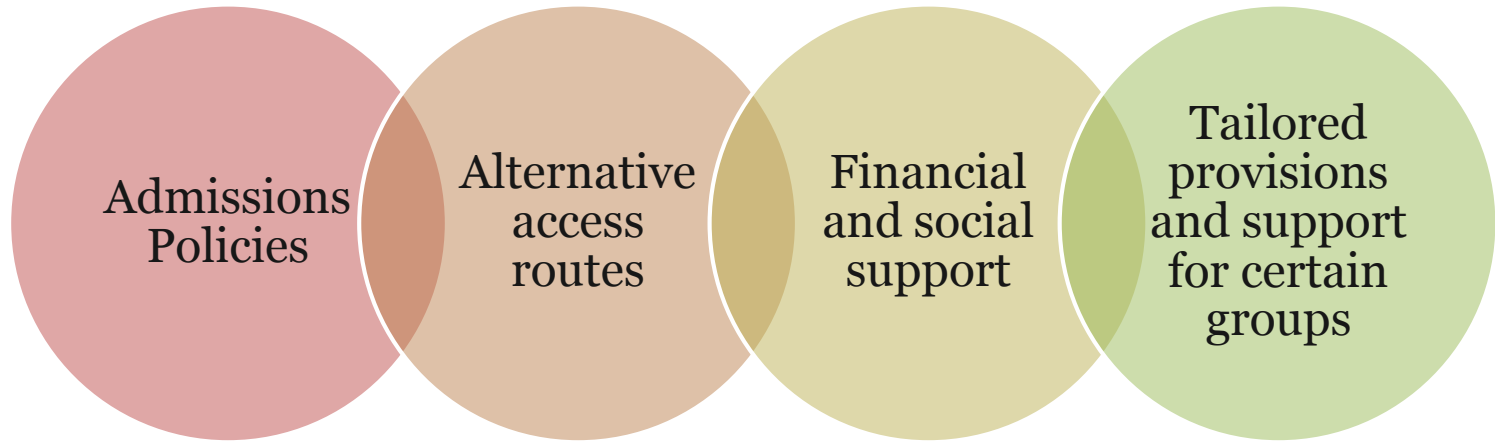 Admissions
Policies
Alternative
access
routes
Financial
and social
support
Tailored
provisions
and support
for certain
groups